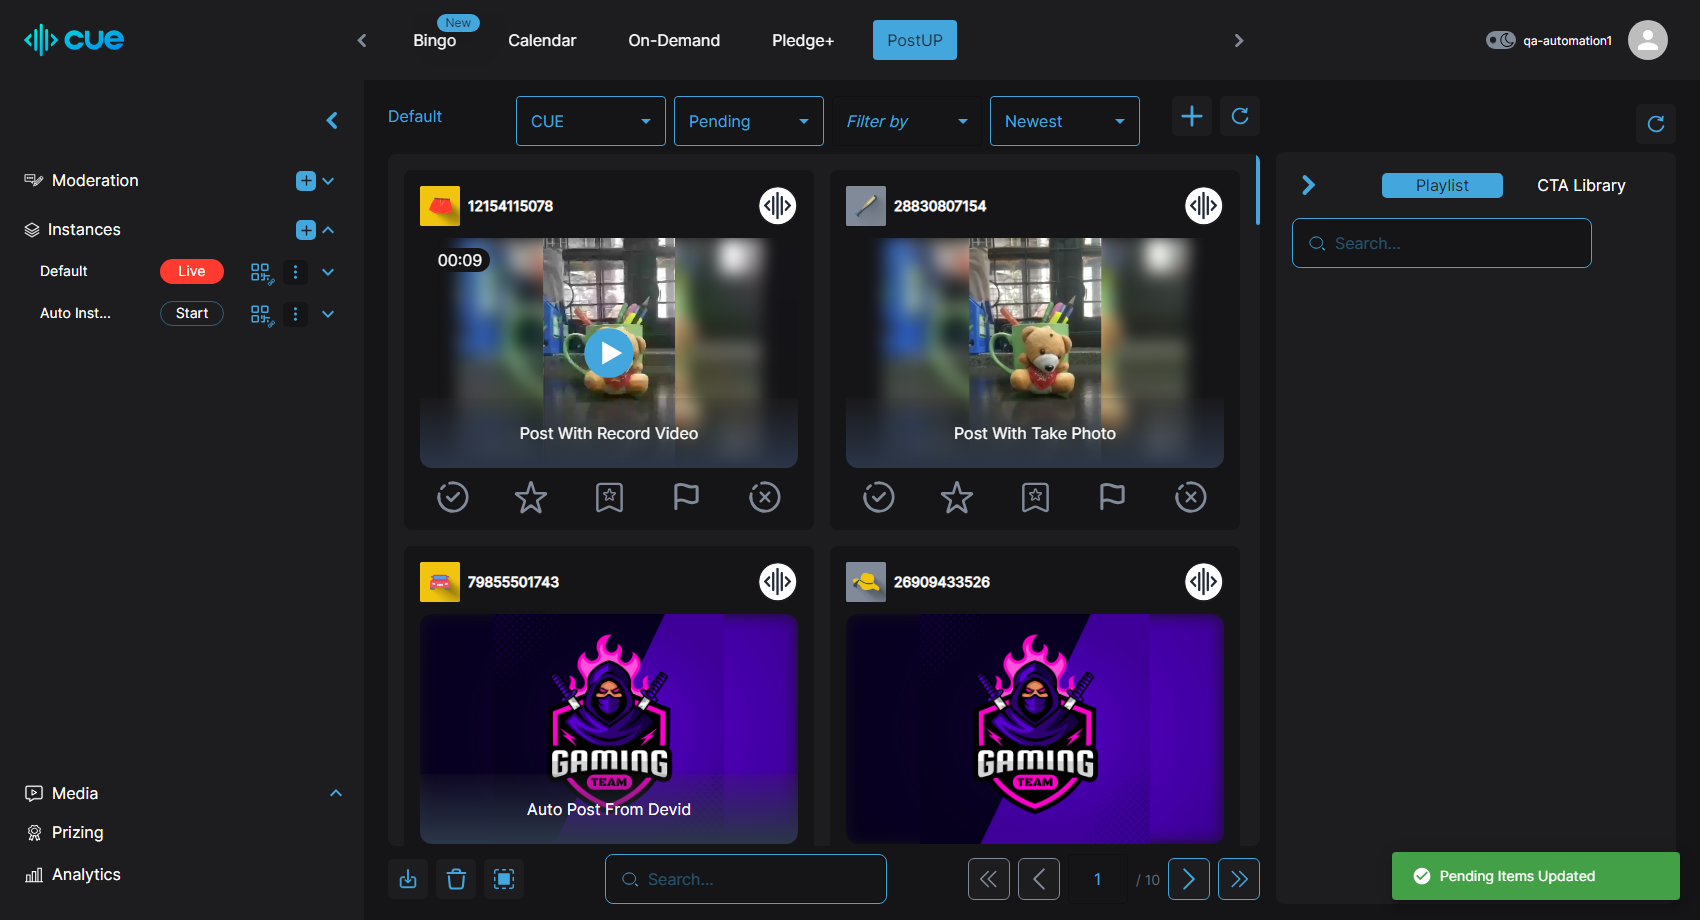 cue
New
Bingo
Calendar
On-Demand
Pledge+
PostUP
qa-automation1
Default
CUE
Pending
Filter by
Newest
Moderation
Instances
Default
Live
Auto Inst...
Start
Media
Prizing
Analytics
12154115078
00:09
Post With Record Video
28830807154
Post With Take Photo
79855501743
GAMING
TEAM
Auto Post From Devid
26909433526
GAMING
TEAM
Search...
1
/ 10
Playlist
CTA Library
Search...
Pending Items Updated